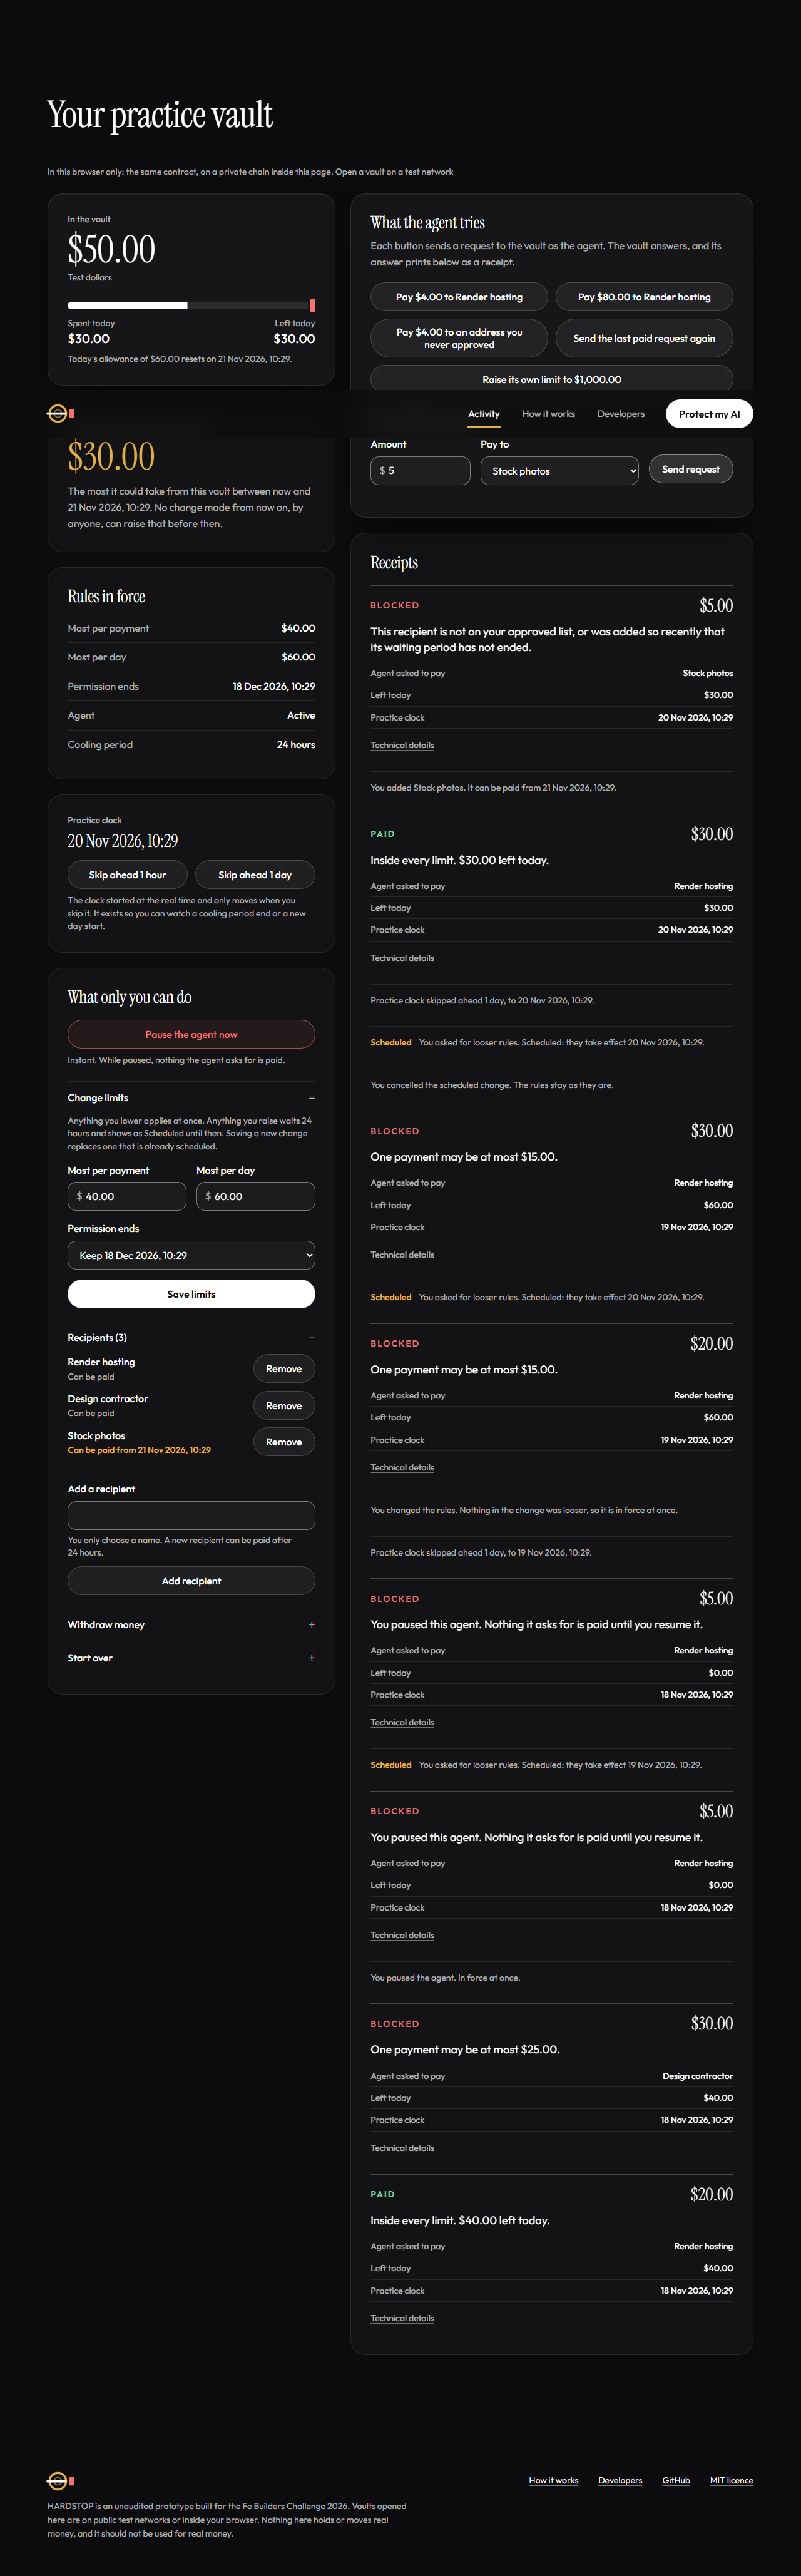 Your practice vault
In this browser only: the same contract, on a private chain inside this page. Open a vault on a test network
In the vault
$50.00
Test dollars
Spent today
Left today
$30.00
$30.00
Today's allowance of $60.00 resets on 21 Nov 2026, 10:29.
What the agent tries
Each button sends a request to the vault as the agent. The vault answers, and its
answer prints below as a receipt.
Pay $4.00 to Render hosting
Pay $80.00 to Render hosting
Pay $4.00 to an address you
never approved
Send the last paid request again
Raise its own limit to $1,000.00
Activity
How it works
Developers
Protect my AI
$30.00
The most it could take from this vault between now and
21 Nov 2026, 10:29. No change made from now on, by
anyone, can raise that before then.
Amount
Pay to
$ 5
Stock photos
Send request
Rules in force
Most per payment
$40.00
Most per day
$60.00
Permission ends
18 Dec 2026, 10:29
Agent
Active
Cooling period
24 hours
Practice clock
20 Nov 2026, 10:29
Skip ahead 1 hour
Skip ahead 1 day
The clock started at the real time and only moves when you
skip it. It exists so you can watch a cooling period end or a new
day start.
What only you can do
Pause the agent now
Instant. While paused, nothing the agent asks for is paid.
Change limits
−
Anything you lower applies at once. Anything you raise waits 24
hours and shows as Scheduled until then. Saving a new change
replaces one that is already scheduled.
Most per payment
Most per day
$ 40.00
$ 60.00
Permission ends
Keep 18 Dec 2026, 10:29
Save limits
Recipients (3)
−
Render hosting
Can be paid
Remove
Design contractor
Can be paid
Remove
Stock photos
Can be paid from 21 Nov 2026, 10:29
Remove
Add a recipient
You only choose a name. A new recipient can be paid after
24 hours.
Add recipient
Withdraw money
+
Start over
+
Receipts
BLOCKED
$5.00
This recipient is not on your approved list, or was added so recently that
its waiting period has not ended.
Agent asked to pay
Stock photos
Left today
$30.00
Practice clock
20 Nov 2026, 10:29
Technical details
You added Stock photos. It can be paid from 21 Nov 2026, 10:29.
PAID
$30.00
Inside every limit. $30.00 left today.
Agent asked to pay
Render hosting
Left today
$30.00
Practice clock
20 Nov 2026, 10:29
Technical details
Practice clock skipped ahead 1 day, to 20 Nov 2026, 10:29.
Scheduled You asked for looser rules. Scheduled: they take effect 20 Nov 2026, 10:29.
You cancelled the scheduled change. The rules stay as they are.
BLOCKED
$30.00
One payment may be at most $15.00.
Agent asked to pay
Render hosting
Left today
$60.00
Practice clock
19 Nov 2026, 10:29
Technical details
Scheduled You asked for looser rules. Scheduled: they take effect 20 Nov 2026, 10:29.
BLOCKED
$20.00
One payment may be at most $15.00.
Agent asked to pay
Render hosting
Left today
$60.00
Practice clock
19 Nov 2026, 10:29
Technical details
You changed the rules. Nothing in the change was looser, so it is in force at once.
Practice clock skipped ahead 1 day, to 19 Nov 2026, 10:29.
BLOCKED
$5.00
You paused this agent. Nothing it asks for is paid until you resume it.
Agent asked to pay
Render hosting
Left today
$0.00
Practice clock
18 Nov 2026, 10:29
Technical details
Scheduled You asked for looser rules. Scheduled: they take effect 19 Nov 2026, 10:29.
BLOCKED
$5.00
You paused this agent. Nothing it asks for is paid until you resume it.
Agent asked to pay
Render hosting
Left today
$0.00
Practice clock
18 Nov 2026, 10:29
Technical details
You paused the agent. In force at once.
BLOCKED
$30.00
One payment may be at most $25.00.
Agent asked to pay
Design contractor
Left today
$40.00
Practice clock
18 Nov 2026, 10:29
Technical details
PAID
$20.00
Inside every limit. $40.00 left today.
Agent asked to pay
Render hosting
Left today
$40.00
Practice clock
18 Nov 2026, 10:29
Technical details
How it works
Developers
GitHub
MIT licence
HARDSTOP is an unaudited prototype built for the Fe Builders Challenge 2026. Vaults opened
here are on public test networks or inside your browser. Nothing here holds or moves real
money, and it should not be used for real money.